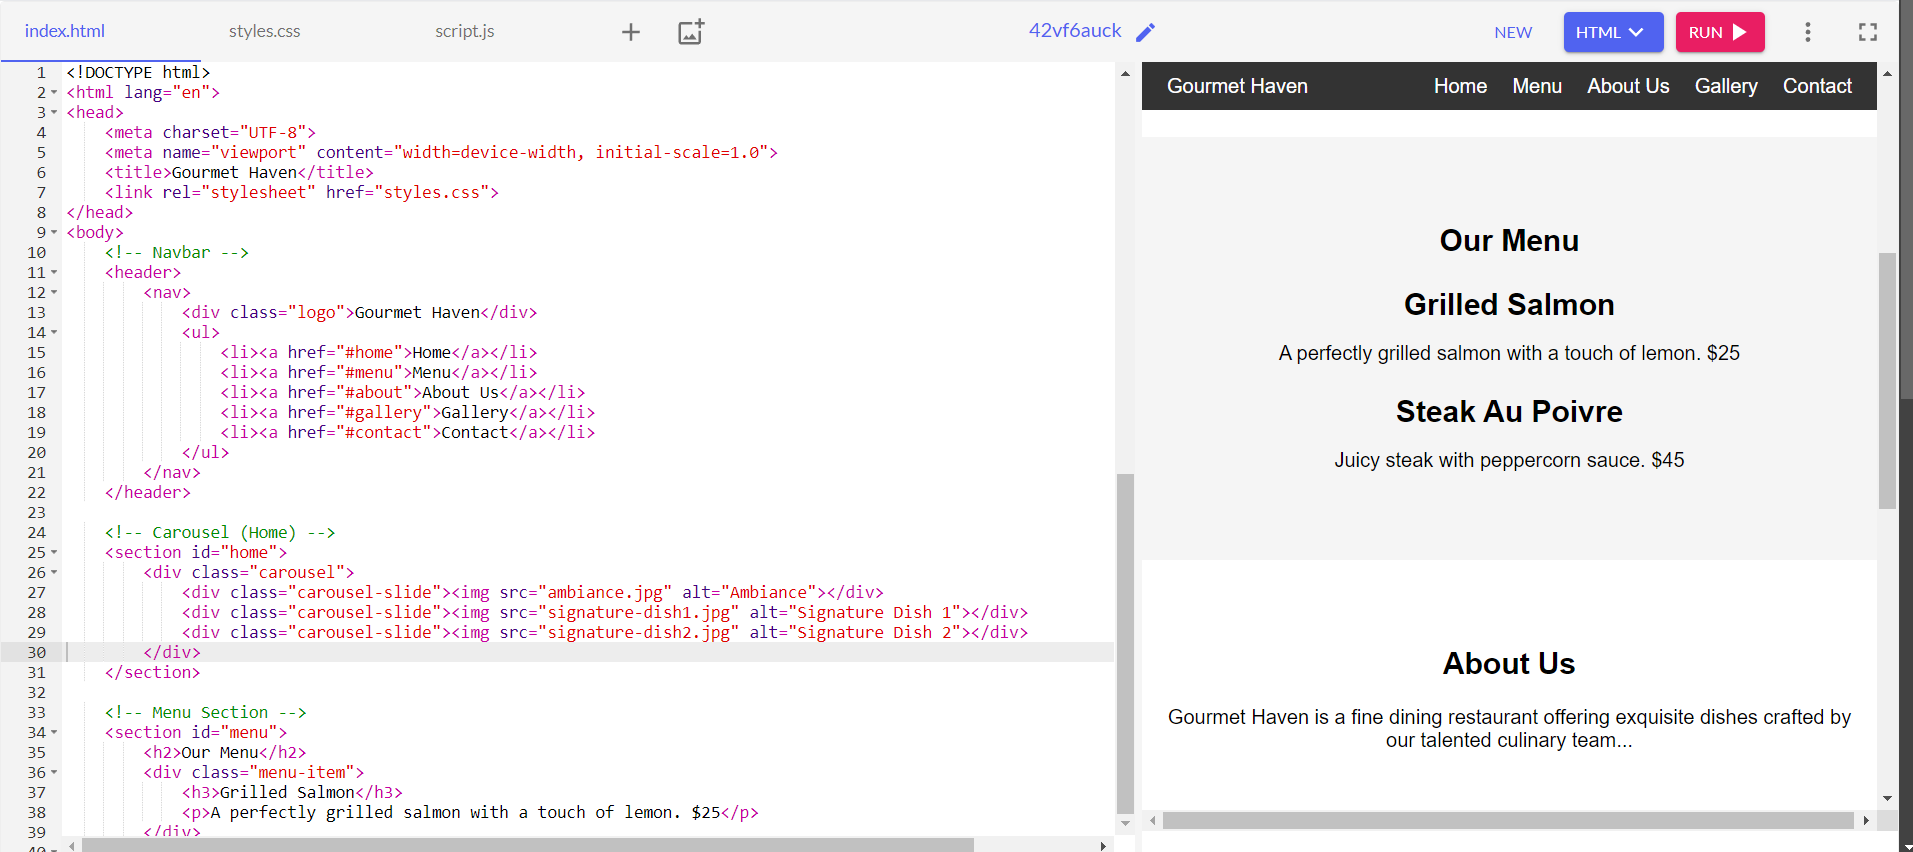 index.html
styles.css
script.js
42vf6auck
NEW
HTML
RUN
1 <!DOCTYPE html>
2 <html lang="en">
3 <head>
4     <meta charset="UTF-8">
5     <meta name="viewport" content="width=device-width, initial-scale=1.0">
6     <title>Gourmet Haven</title>
7     <link rel="stylesheet" href="styles.css">
8 </head>
9 <body>
10     <!-- Navbar -->
11     <header>
12         <nav>
13             <div class="logo">Gourmet Haven</div>
14             <ul>
15                 <li><a href="#home">Home</a></li>
16                 <li><a href="#menu">Menu</a></li>
17                 <li><a href="#about">About Us</a></li>
18                 <li><a href="#gallery">Gallery</a></li>
19                 <li><a href="#contact">Contact</a></li>
20             </ul>
21         </nav>
22     </header>
23
24     <!-- Carousel (Home) -->
25     <section id="home">
26         <div class="carousel">
27             <div class="carousel-slide"><img src="ambiance.jpg" alt="Ambiance"></div>
28             <div class="carousel-slide"><img src="signature-dish1.jpg" alt="Signature Dish 1"></div>
29             <div class="carousel-slide"><img src="signature-dish2.jpg" alt="Signature Dish 2"></div>
30         </div>
31     </section>
32
33     <!-- Menu Section -->
34     <section id="menu">
35         <h2>Our Menu</h2>
36         <div class="menu-item">
37             <h3>Grilled Salmon</h3>
38             <p>A perfectly grilled salmon with a touch of lemon. $25</p>
39         </div>
40
Gourmet Haven
Home
Menu
About Us
Gallery
Contact
Our Menu
Grilled Salmon
A perfectly grilled salmon with a touch of lemon. $25
Steak Au Poivre
Juicy steak with peppercorn sauce. $45
About Us
Gourmet Haven is a fine dining restaurant offering exquisite dishes crafted by
our talented culinary team...